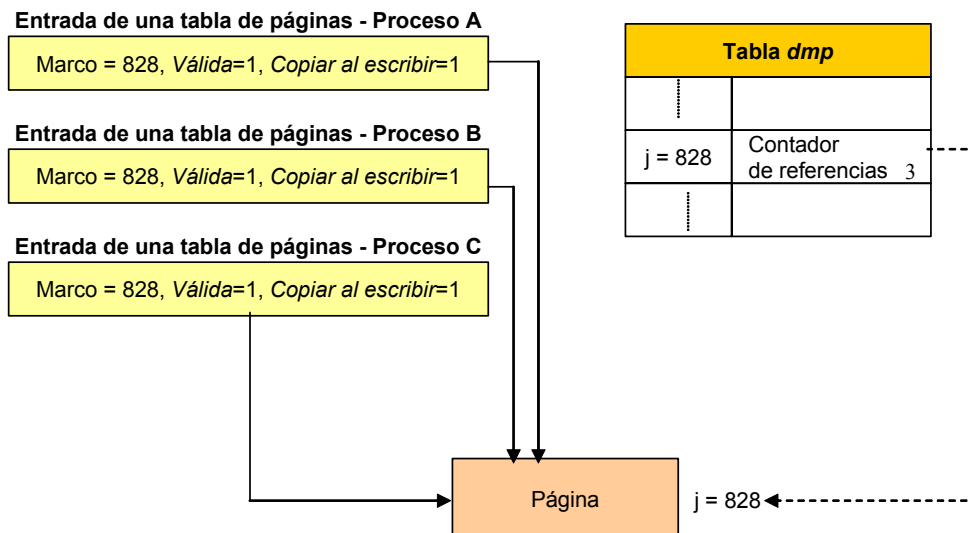 Entrada de una tabla de páginas - Proceso A
Marco = 828, Válida=1, Copiar al escribir=1
Entrada de una tabla de páginas - Proceso B
Marco = 828, Válida=1, Copiar al escribir=1
Entrada de una tabla de páginas - Proceso C
Marco = 828, Válida=1, Copiar al escribir=1
Tabla dmp
j = 828
Contador
de referencias 3
Página
j = 828